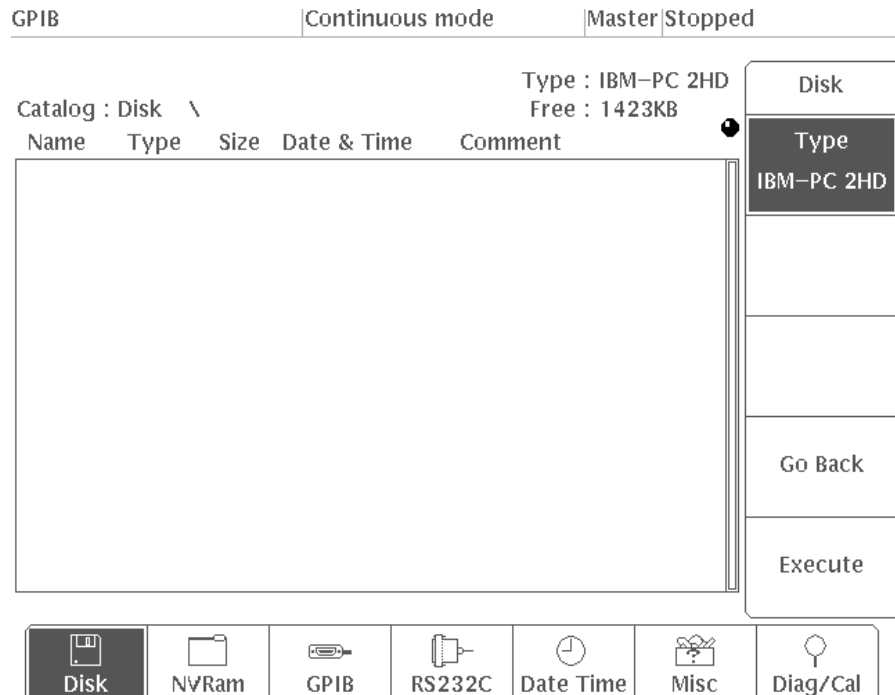 GPIB Continuous mode Master Stopped
Type : IBM-PC 2HD
Catalog : Disk \ Free : 1423KB
Name Type Size Date & Time Comment
Disk
Type
IBM-PC 2HD
Go Back
Execute
Disk NVRam GPIB RS232C Date Time Misc Diag/Cal